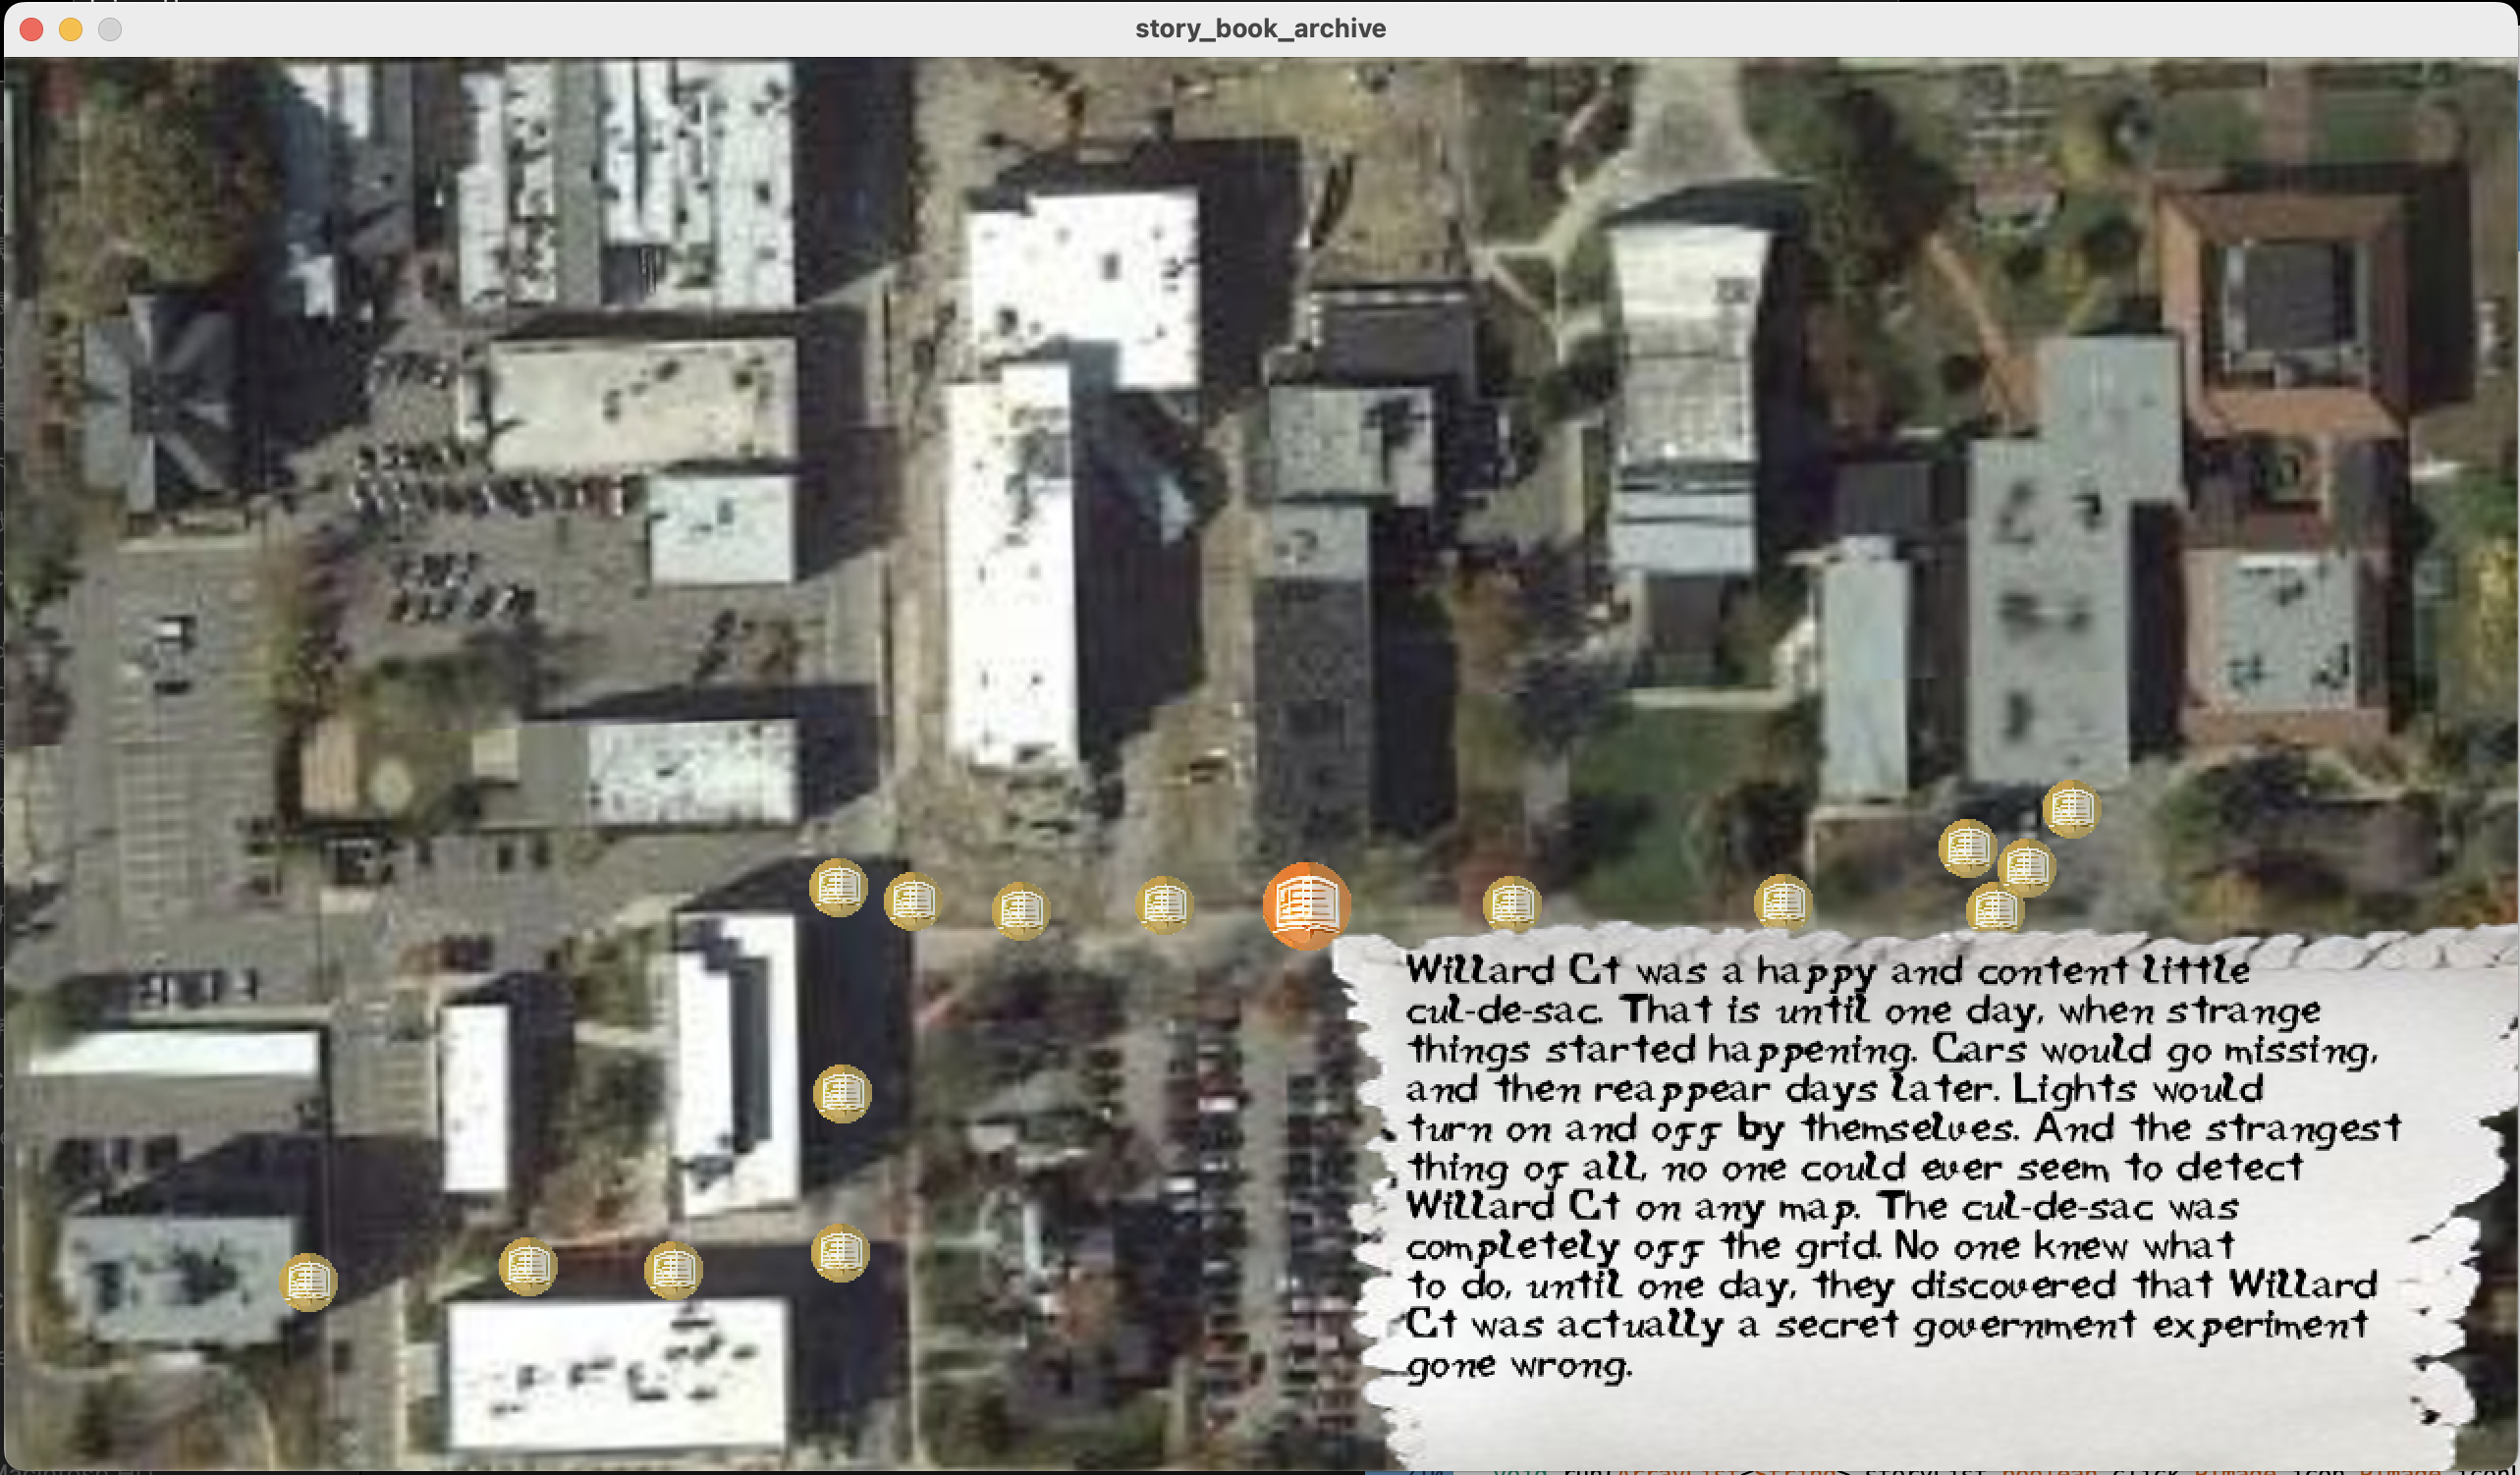 story_book_archive
Willard Ct was a happy and content little
cul-de-sac. That is until one day, when strange
things started happening. Cars would go missing,
and then reappear days later. Lights would
turn on and off by themselves. And the strangest
thing of all, no one could ever seem to detect
Willard Ct on any map. The cul-de-sac was
completely off the grid. No one knew what
to do, until one day, they discovered that Willard
Ct was actually a secret government experiment
gone wrong.